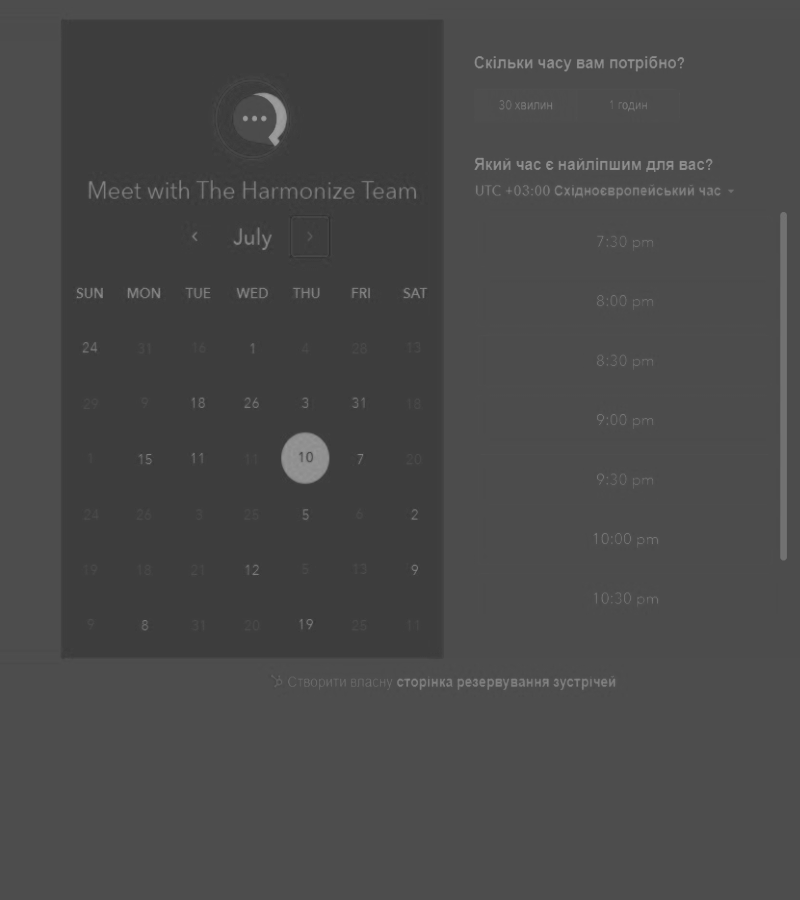 Meet with The Harmonize Team
July
SUN MON TUE WED THU FRI SAT
24 31 16 1 4 28 13
29 9 18 26 3 31 18
1 15 11 11 10 7 20
24 26 3 25 5 6 2
19 18 21 12 5 13 9
9 8 31 20 19 25 11
Скільки часу вам потрібно?
30 хвилин 1 годин
Який час є найліпшим для вас?
UTC +03:00 Східноєвропейський час
7:30 pm
8:00 pm
8:30 pm
9:00 pm
9:30 pm
10:00 pm
10:30 pm
Створити власну сторінка резервування зустрічей